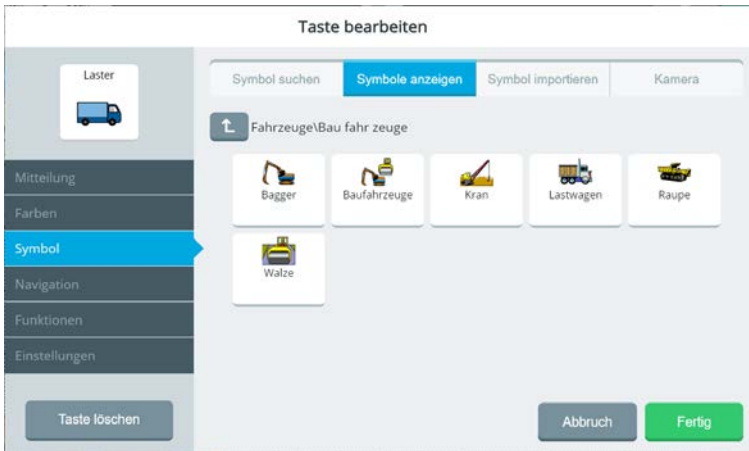 Taste bearbeiten
Laster
Mitteilung
Farben
Symbol
Navigation
Funktionen
Einstellungen
Taste löschen
Symbol suchen
Symbole anzeigen
Symbol importieren
Kamera
Fahrzeuge\Bau fahr zeuge
Bagger
Baufahrzeuge
Kran
Lastwagen
Raupe
Walze
Abbruch
Fertig